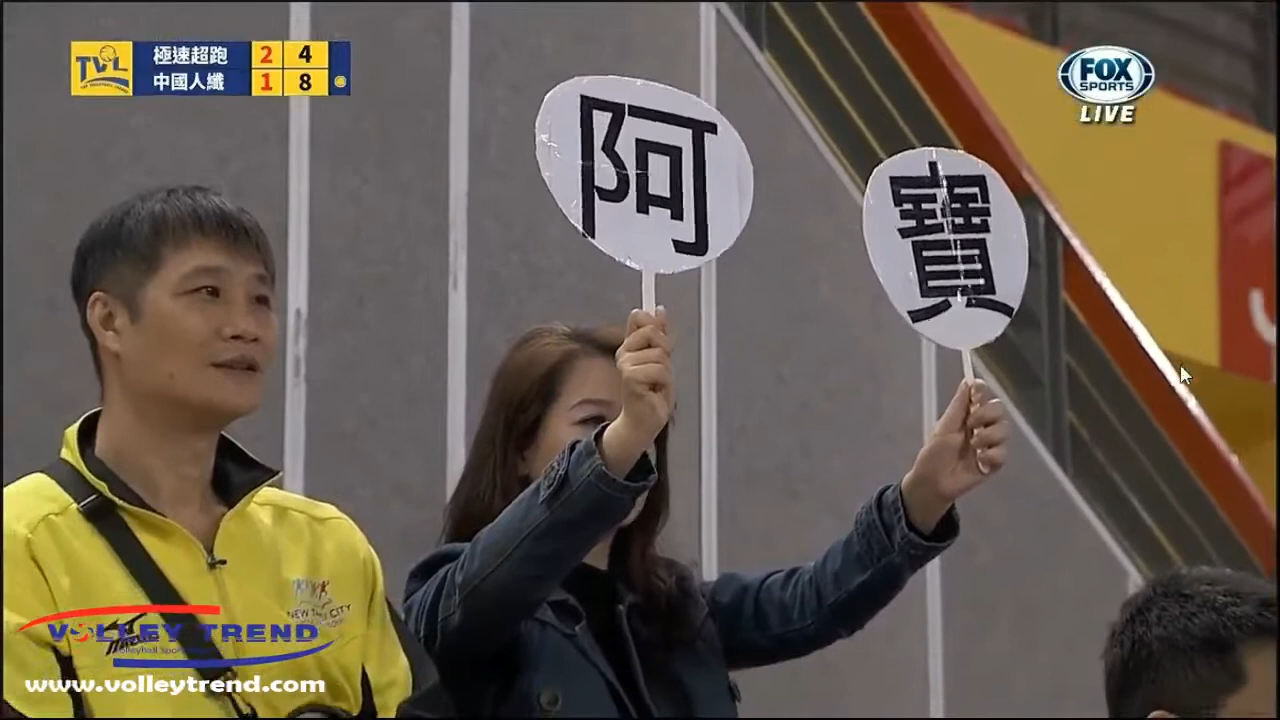 TVL
極速超跑 2 4
中國人纖 1 8
FOX
SPORTS
LIVE
阿
寶
NEW TAIPEI CITY
VOLLEY TREND
www.volleytrend.com